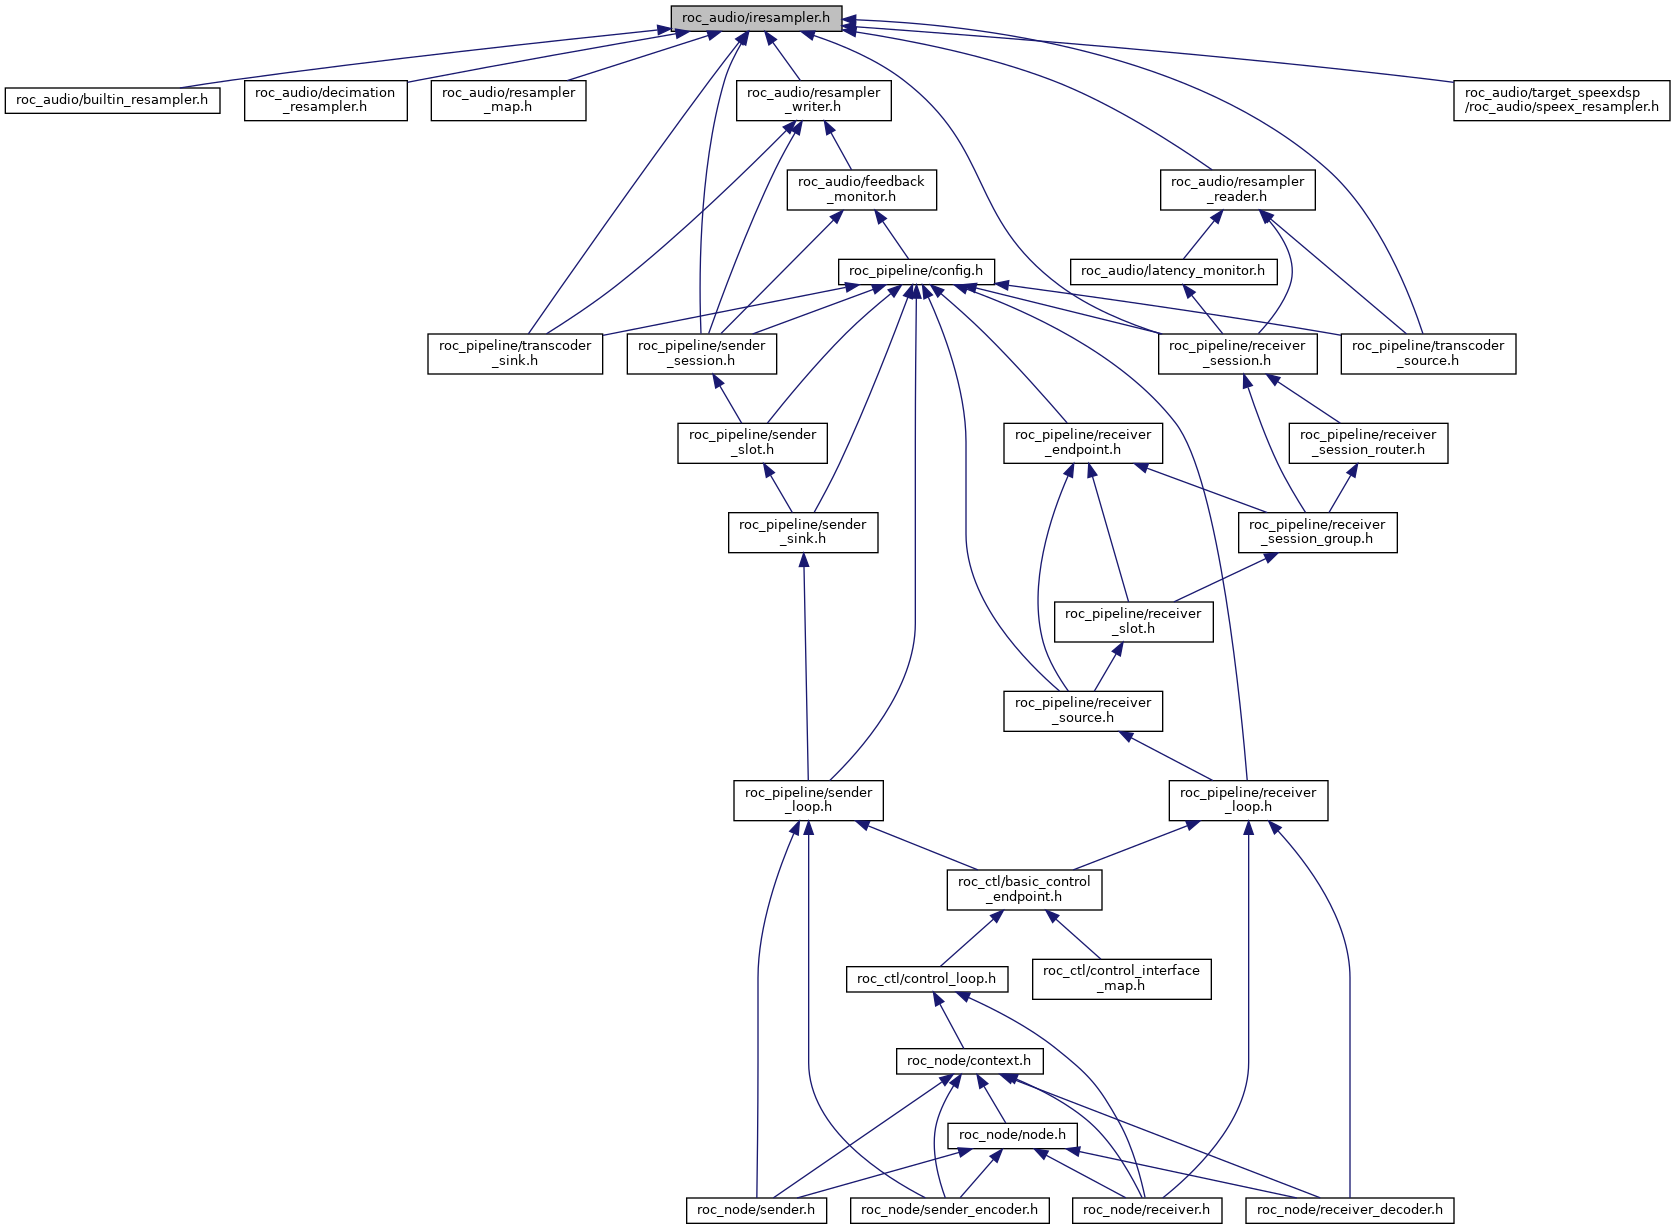 roc_audio/iresampler.h
roc_audio/builtin_resampler.h
roc_audio/decimation
_resampler.h
roc_audio/resampler
_map.h
roc_audio/resampler
_writer.h
roc_audio/target_speexdsp
/roc_audio/speex_resampler.h
roc_audio/feedback
_monitor.h
roc_audio/resampler
_reader.h
roc_pipeline/config.h
roc_audio/latency_monitor.h
roc_pipeline/transcoder
_sink.h
roc_pipeline/sender
_session.h
roc_pipeline/receiver
_session.h
roc_pipeline/transcoder
_source.h
roc_pipeline/sender
_slot.h
roc_pipeline/receiver
_endpoint.h
roc_pipeline/receiver
_session_router.h
roc_pipeline/sender
_sink.h
roc_pipeline/receiver
_session_group.h
roc_pipeline/receiver
_slot.h
roc_pipeline/receiver
_source.h
roc_pipeline/sender
_loop.h
roc_pipeline/receiver
_loop.h
roc_ctl/basic_control
_endpoint.h
roc_ctl/control_loop.h
roc_ctl/control_interface
_map.h
roc_node/context.h
roc_node/node.h
roc_node/sender.h
roc_node/sender_encoder.h
roc_node/receiver.h
roc_node/receiver_decoder.h